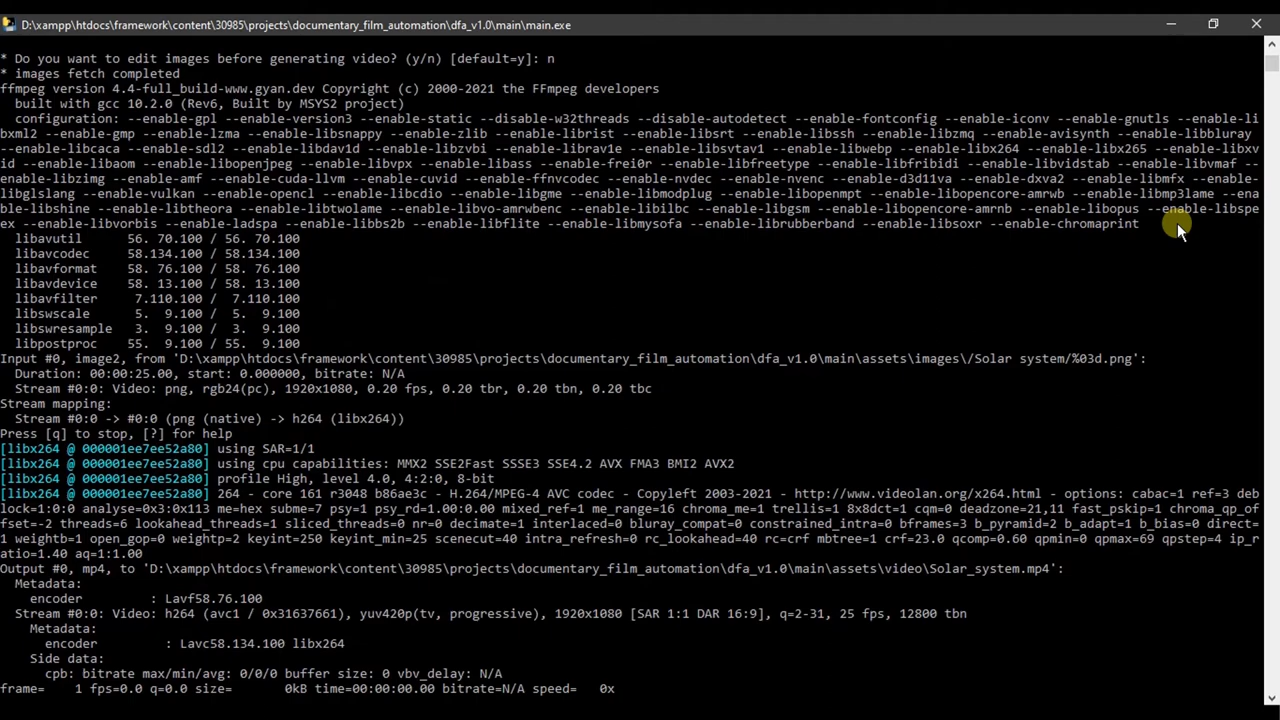 D:\xampp\htdocs\framework\content\30985\projects\documentary_film_automation\dfa_v1.0\main\main.exe
* Do you want to edit images before generating video? (y/n) [default=y]: n
* images fetch completed
ffmpeg version 4.4-full_build-www.gyan.dev Copyright (c) 2000-2021 the FFmpeg developers
built with gcc 10.2.0 (Rev6, Built by MSYS2 project)
configuration: --enable-gpl --enable-version3 --enable-static --disable-w32threads --disable-autodetect --enable-fontconfig --enable-iconv --enable-gnutls --enable-li
bxml2 --enable-gmp --enable-lzma --enable-libsnappy --enable-zlib --enable-librist --enable-libsrt --enable-libssh --enable-libzmq --enable-avisynth --enable-libbluray
--enable-libcaca --enable-sdl2 --enable-libdav1d --enable-libzvbi --enable-librav1e --enable-libsvtav1 --enable-libwebp --enable-libx264 --enable-libx265 --enable-libxv
id --enable-libaom --enable-libopenjpeg --enable-libvpx --enable-libass --enable-frei0r --enable-libfreetype --enable-libfribidi --enable-libvidstab --enable-libvmaf --
enable-libzimg --enable-amf --enable-cuda-llvm --enable-cuvid --enable-ffnvcodec --enable-nvdec --enable-nvenc --enable-d3d11va --enable-dxva2 --enable-libmfx --enable-
libglslang --enable-vulkan --enable-opencl --enable-libcdio --enable-libgme --enable-libmodplug --enable-libopenmpt --enable-libopencore-amrwb --enable-libmp3lame --ena
ble-libshine --enable-libtheora --enable-libtwolame --enable-libvo-amrwbenc --enable-libilbc --enable-libgsm --enable-libopencore-amrnb --enable-libopus --enable-libspe
ex --enable-libvorbis --enable-ladspa --enable-libbs2b --enable-libflite --enable-libmysofa --enable-librubberband --enable-libsoxr --enable-chromaprint
libavutil 56. 70.100 / 56. 70.100
libavcodec 58.134.100 / 58.134.100
libavformat 58. 76.100 / 58. 76.100
libavdevice 58. 13.100 / 58. 13.100
libavfilter 7.110.100 / 7.110.100
libswscale 5. 9.100 / 5. 9.100
libswresample 3. 9.100 / 3. 9.100
libpostproc 55. 9.100 / 55. 9.100
Input #0, image2, from 'D:\xampp\htdocs\framework\content\30985\projects\documentary_film_automation\dfa_v1.0\main\assets\images\/Solar system/%03d.png':
Duration: 00:00:25.00, start: 0.000000, bitrate: N/A
Stream #0:0: Video: png, rgb24(pc), 1920x1080, 0.20 fps, 0.20 tbr, 0.20 tbn, 0.20 tbc
Stream mapping:
Stream #0:0 -> #0:0 (png (native) -> h264 (libx264))
Press [q] to stop, [?] for help
[libx264 @ 000001ee7ee52a80] using SAR=1/1
[libx264 @ 000001ee7ee52a80] using cpu capabilities: MMX2 SSE2Fast SSSE3 SSE4.2 AVX FMA3 BMI2 AVX2
[libx264 @ 000001ee7ee52a80] profile High, level 4.0, 4:2:0, 8-bit
[libx264 @ 000001ee7ee52a80] 264 - core 161 r3048 b86ae3c - H.264/MPEG-4 AVC codec - Copyleft 2003-2021 - http://www.videolan.org/x264.html - options: cabac=1 ref=3 deb
lock=1:0:0 analyse=0x3:0x113 me=hex subme=7 psy=1 psy_rd=1.00:0.00 mixed_ref=1 me_range=16 chroma_me=1 trellis=1 8x8dct=1 cqm=0 deadzone=21,11 fast_pskip=1 chroma_qp_of
fset=-2 threads=6 lookahead_threads=1 sliced_threads=0 nr=0 decimate=1 interlaced=0 bluray_compat=0 constrained_intra=0 bframes=3 b_pyramid=2 b_adapt=1 b_bias=0 direct=
1 weightb=1 open_gop=0 weightp=2 keyint=250 keyint_min=25 scenecut=40 intra_refresh=0 rc_lookahead=40 rc=crf mbtree=1 crf=23.0 qcomp=0.60 qpmin=0 qpmax=69 qpstep=4 ip_r
atio=1.40 aq=1:1.00
Output #0, mp4, to 'D:\xampp\htdocs\framework\content\30985\projects\documentary_film_automation\dfa_v1.0\main\assets\video\Solar_system.mp4':
Metadata:
encoder : Lavf58.76.100
Stream #0:0: Video: h264 (avc1 / 0x31637661), yuv420p(tv, progressive), 1920x1080 [SAR 1:1 DAR 16:9], q=2-31, 25 fps, 12800 tbn
Metadata:
encoder : Lavc58.134.100 libx264
Side data:
cpb: bitrate max/min/avg: 0/0/0 buffer size: 0 vbv_delay: N/A
frame= 1 fps=0.0 q=0.0 size= 0kB time=00:00:00.00 bitrate=N/A speed= 0x